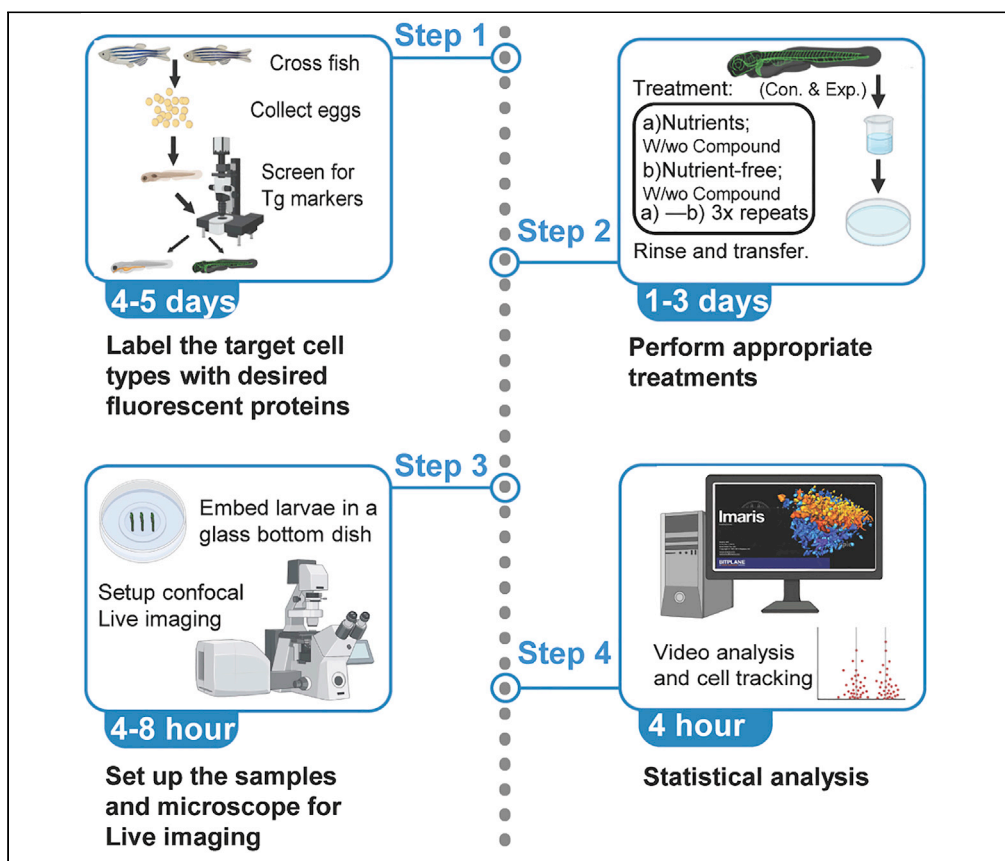 Step 1
Cross fish
Collect eggs
Screen for
Tg markers
4-5 days
Label the target cell
types with desired
fluorescent proteins
Treatment: (Con. & Exp.)
a)Nutrients;
W/wo Compound
b)Nutrient-free;
W/wo Compound
a) —b) 3x repeats
Rinse and transfer.
Step 2
1-3 days
Perform appropriate
treatments
Step 3
Embed larvae in a
glass bottom dish
Setup confocal
Live imaging
4-8 hour
Set up the samples
and microscope for
Live imaging
Imaris
BITPLANE
Step 4
Video analysis
and cell tracking
4 hour
Statistical analysis